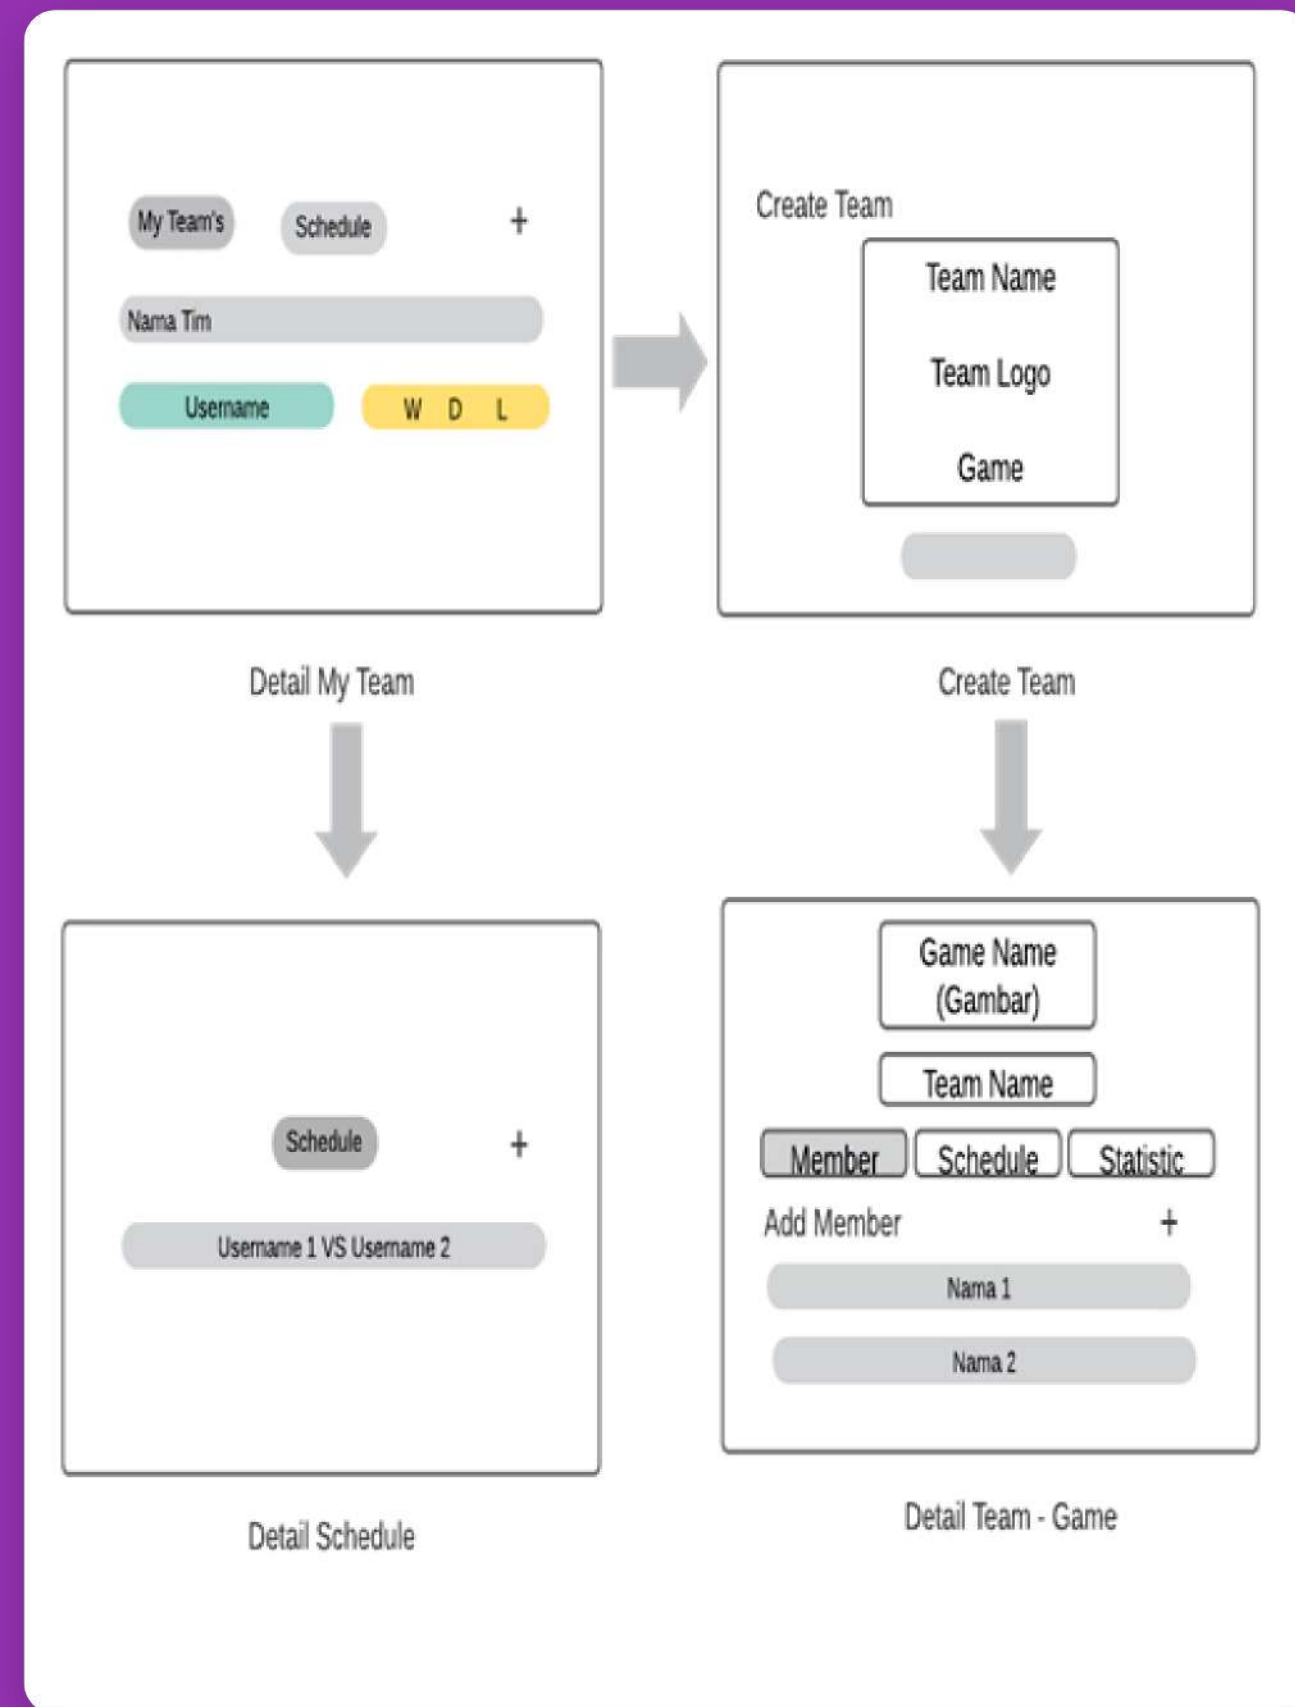 My Team's
Schedule
+
Nama Tim
Username
W D L
Detail My Team
Create Team
Team Name
Team Logo
Game
Create Team
Schedule
+
Username 1 VS Username 2
Detail Schedule
Game Name
(Gambar)
Team Name
Member
Schedule
Statistic
Add Member
+
Nama 1
Nama 2
Detail Team - Game